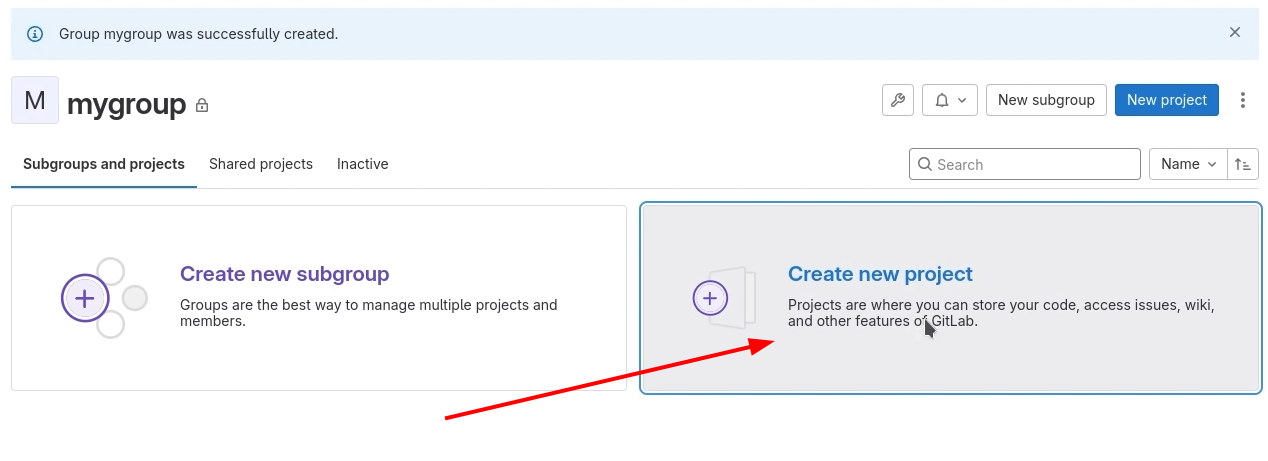 Group mygroup was successfully created.
M
mygroup
New subgroup
New project
Subgroups and projects
Shared projects
Inactive
Search
Name
Create new subgroup
Groups are the best way to manage multiple projects and
members.
Create new project
Projects are where you can store your code, access issues, wiki,
and other features of GitLab.